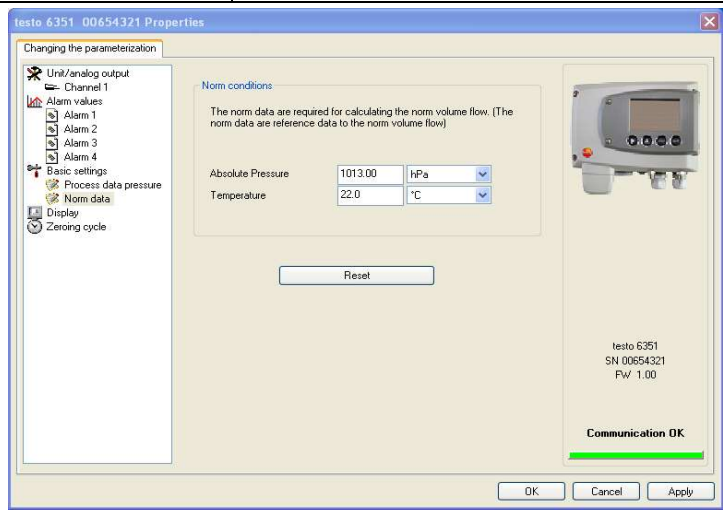 testo 6351 00654321 Properties
Changing the parameterization
Unit/analog output
Channel 1
Alarm values
Alarm 1
Alarm 2
Alarm 3
Alarm 4
Basic settings
Process data pressure
Norm data
Display
Zeroing cycle
Norm conditions
The norm data are required for calculating the norm volume flow. (The
norm data are reference data to the norm volume flow)
Absolute Pressure 1013.00 hPa
Temperature 22.0 °C
Reset
testo 6351
SN 00654321
FW 1.00
Communication OK
OK Cancel Apply